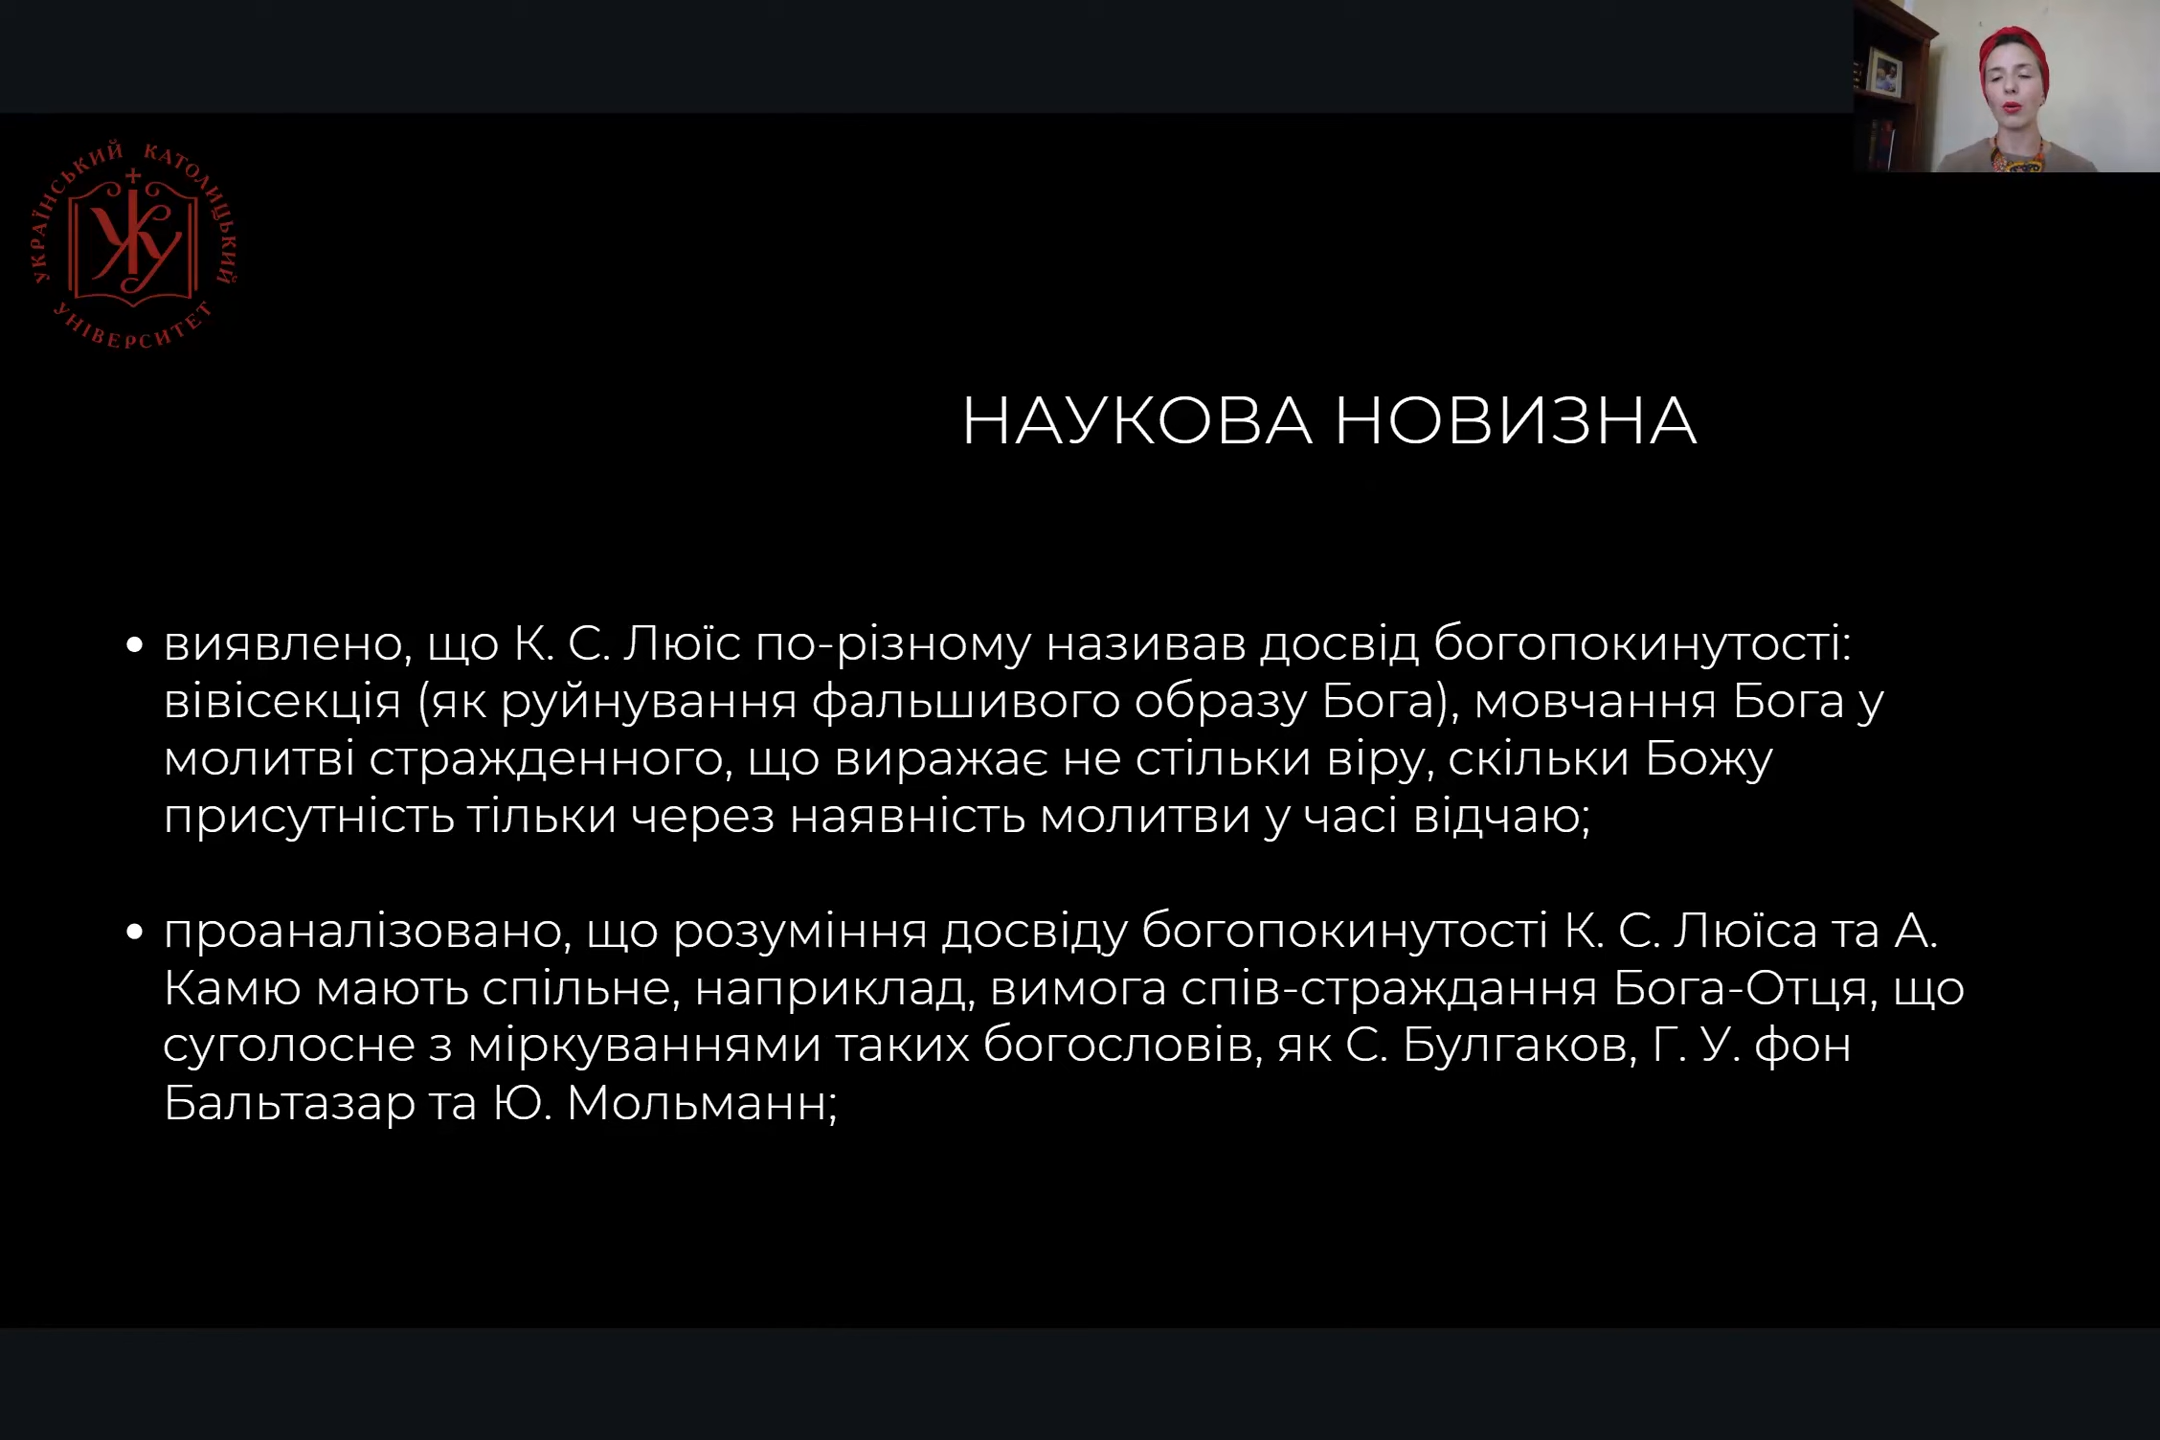 УКРАЇНСЬКИЙ КАТОЛИЦЬКИЙ
УНІВЕРСИТЕТ
НАУКОВА НОВИЗНА
• виявлено, що К. С. Люїс по-різному називав досвід богопокинутості:
вівісекція (як руйнування фальшивого образу Бога), мовчання Бога у
молитві стражденного, що виражає не стільки віру, скільки Божу
присутність тільки через наявність молитви у часі відчаю;
• проаналізовано, що розуміння досвіду богопокинутості К. С. Люїса та А.
Камю мають спільне, наприклад, вимога спів-страждання Бога-Отця, що
суголосне з міркуваннями таких богословів, як С. Булгаков, Г. У. фон
Бальтазар та Ю. Мольманн;